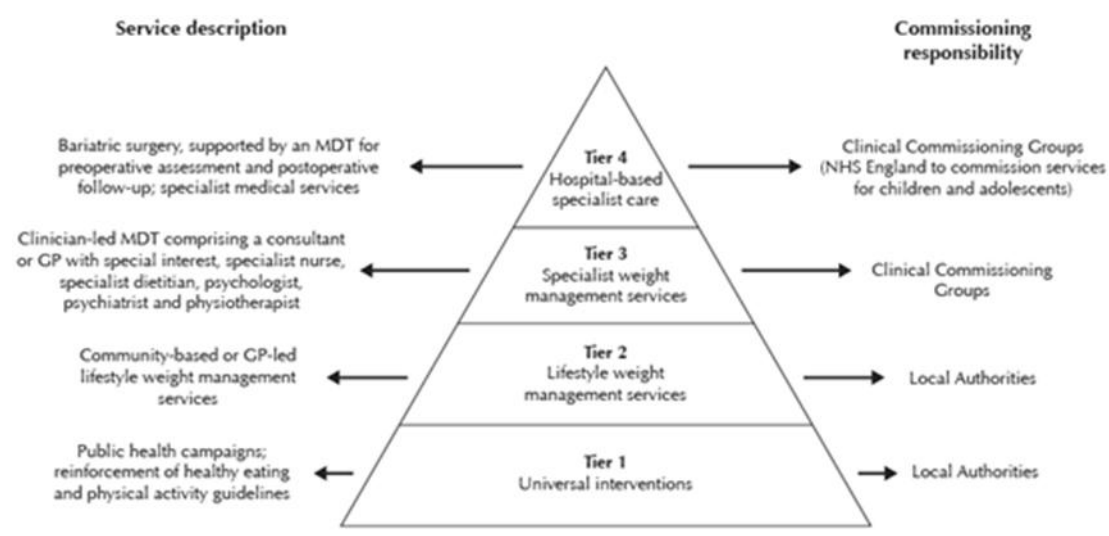 Service description
Commissioning
responsibility
Bariatric surgery, supported by an MDT for
preoperative assessment and postoperative
follow-up; specialist medical services
Tier 4
Hospital-based
specialist care
Clinical Commissioning Groups
(NHS England to commission services
for children and adolescents)
Clinician-led MDT comprising a consultant
or GP with special interest, specialist nurse,
specialist dietitian, psychologist,
psychiatrist and physiotherapist
Tier 3
Specialist weight
management services
Clinical Commissioning
Groups
Community-based or GP-led
lifestyle weight management
services
Tier 2
Lifestyle weight
management services
Local Authorities
Public health campaigns;
reinforcement of healthy eating
and physical activity guidelines
Tier 1
Universal interventions
Local Authorities